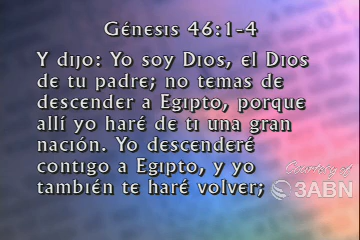 Génesis 46:1-4
Y dijo: Yo soy Dios, el Dios
de tu padre; no temas de
descender a Egipto, porque
allí yo haré de ti una gran
nación. Yo descenderé
contigo a Egipto, y yo
también te haré volver;
Courtesy of
3ABN